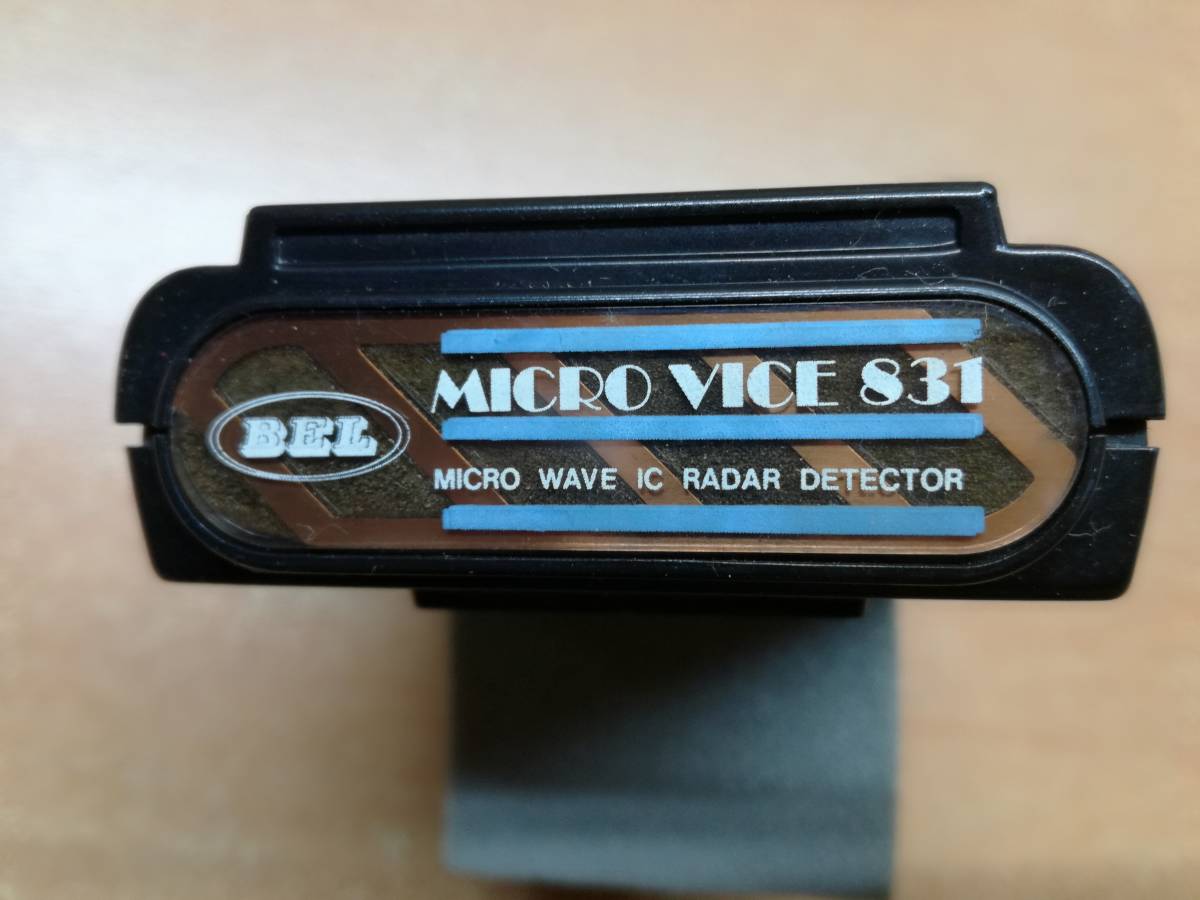 BEL
MICRO VICE 831
MICRO WAVE IC RADAR DETECTOR